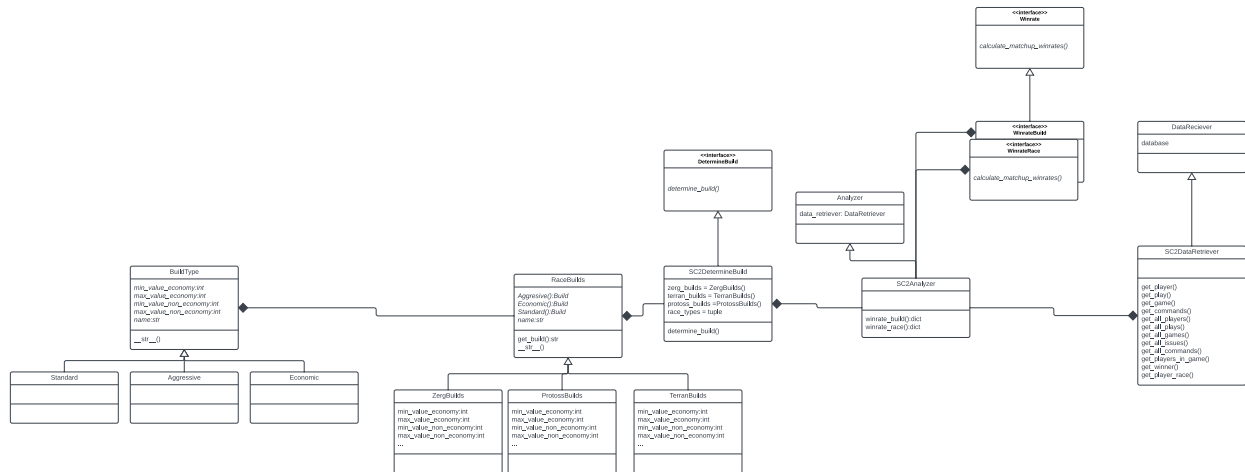 <<interface>>
Winrate
calculate_matchup_winrates()
<<interface>>
WinrateBuild
<<interface>>
WinrateRace
calculate_matchup_winrates()
DataReciever
database
<<interface>>
DetermineBuild
determine_build()
Analyzer
data_retriever: DataRetriever
SC2DataRetriever
get_player()
get_play()
get_game()
get_commands()
get_all_players()
get_all_plays()
get_all_games()
get_all_issues()
get_all_commands()
get_players_in_game()
get_winner()
get_player_race()
BuildType
min_value_economy:int
max_value_economy:int
min_value_non_economy:int
max_value_non_economy:int
name:str
__str__()
RaceBuilds
Aggresive():Build
Economic():Build
Standard():Build
name:str
get_build():str
__str__()
SC2DetermineBuild
zerg_builds = ZergBuilds()
terran_builds = TerranBuilds()
protoss_builds =ProtossBuilds()
race_types = tuple
determine_build()
SC2Analyzer
winrate_build():dict
winrate_race():dict
Standard
Aggressive
Economic
ZergBuilds
min_value_economy:int
max_value_economy:int
min_value_non_economy:int
max_value_non_economy:int
...
ProtossBuilds
min_value_economy:int
max_value_economy:int
min_value_non_economy:int
max_value_non_economy:int
...
TerranBuilds
min_value_economy:int
max_value_economy:int
min_value_non_economy:int
max_value_non_economy:int
...